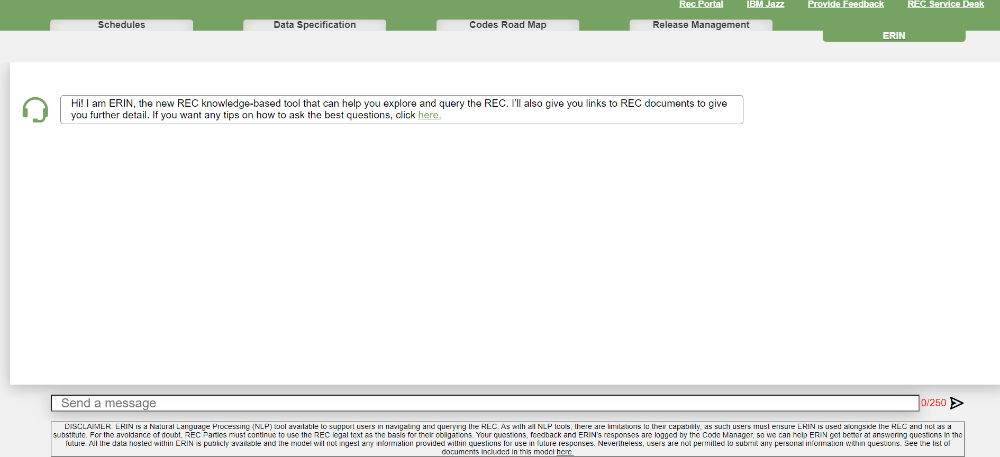 Rec Portal IBM Jazz Provide Feedback REC Service Desk
Schedules Data Specification Codes Road Map Release Management
ERIN
Hi! I am ERIN, the new REC knowledge-based tool that can help you explore and query the REC. I’ll also give you links to REC documents to give
you further detail. If you want any tips on how to ask the best questions, click here.
Send a message 0/250
DISCLAIMER: ERIN is a Natural Language Processing (NLP) tool available to support users in navigating and querying the REC. As with all NLP tools, there are limitations to their capability, as such users must ensure ERIN is used alongside the REC and not as a
substitute. For the avoidance of doubt, REC Parties must continue to use the REC legal text as the basis for their obligations. Your questions, feedback and ERIN’s responses are logged by the Code Manager, so we can help ERIN get better at answering questions in the
future. All the data hosted within ERIN is publicly available and the model will not ingest any information provided within questions for use in future responses. Nevertheless, users are not permitted to submit any personal information within questions. See the list of
documents included in this model here.